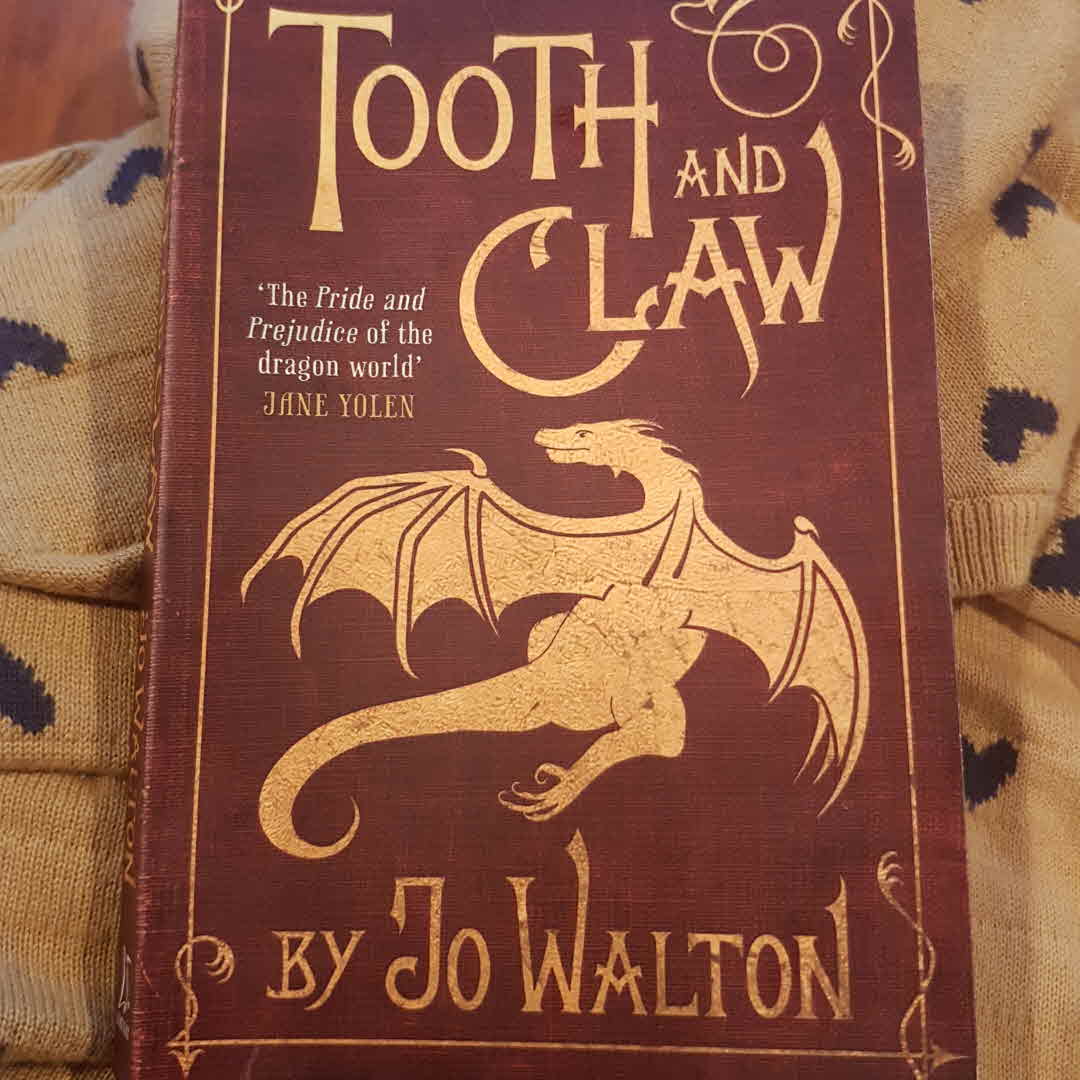 TOOTH
AND
CLAW
‘The Pride and
Prejudice of the
dragon world’
JANE YOLEN
BY JO WALTON